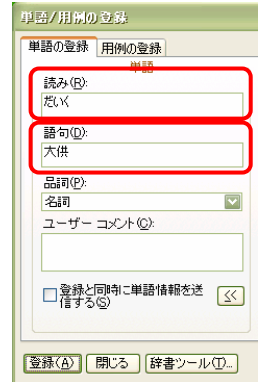 単語/用例の登録
単語の登録 用例の登録
単語
読み(R):
だいく
語句(D):
大供
品詞(P):
名詞
ユーザー コメント(C):
登録と同時に単語情報を送
信する(S)
<<
登録(A) 閉じる 辞書ツール(T)...